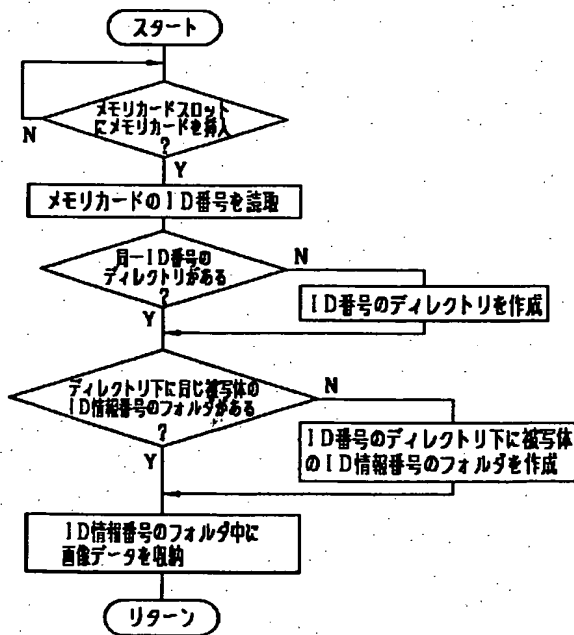 スタート
メモリカードスロット
にメモリカードを挿入
?
N
Y
メモリカードのID番号を読取
同一ID番号の
ディレクトリがある
?
N
Y
ID番号のディレクトリを作成
ディレクトリ下に同じ被写体の
ID情報番号のフォルダがある
?
N
Y
ID番号のディレクトリ下に被写体
のID情報番号のフォルダを作成
ID情報番号のフォルダ中に
画像データを収納
リターン